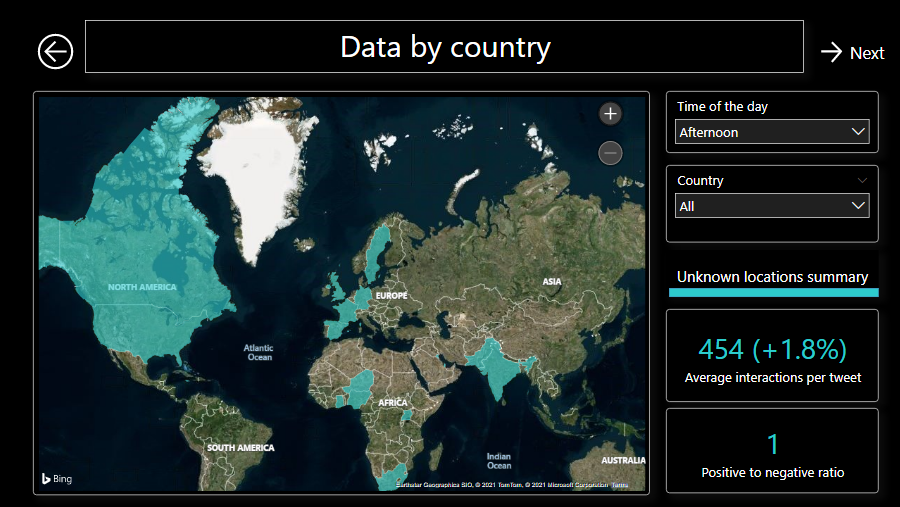 Data by country
Next
Time of the day
Afternoon
Country
All
Unknown locations summary
454 (+1.8%)
Average interactions per tweet
1
Positive to negative ratio
NORTH AMERICA
EUROPE
ASIA
Atlantic
Ocean
AFRICA
SOUTH AMERICA
Indian
Ocean
AUSTRALIA
Bing
Earthstar Geographics SIO, © 2021 TomTom, © 2021 Microsoft Corporation Terms